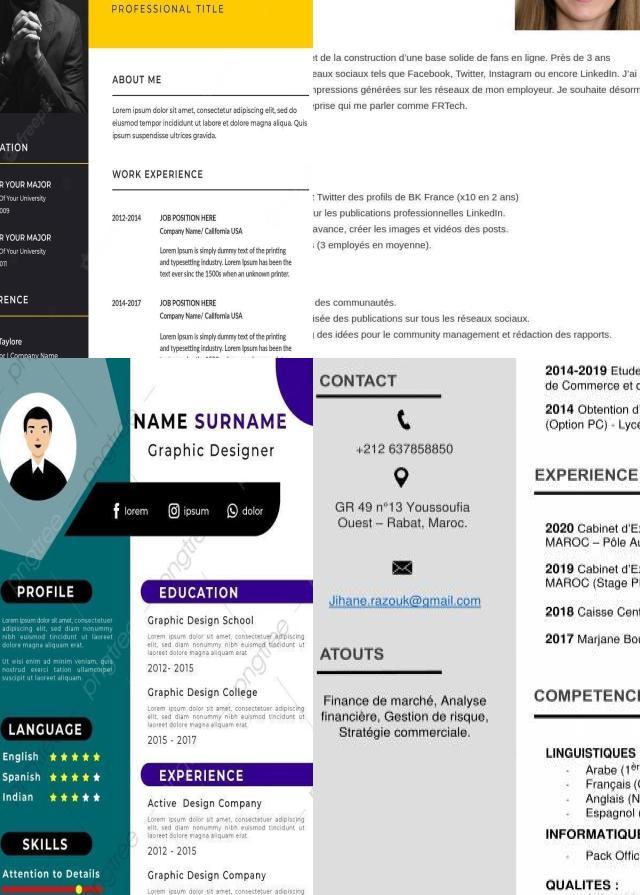 PROFESSIONAL TITLE
ABOUT ME
Lorem ipsum dolor sit amet, consectetur adipiscing elit, sed do
eiusmod tempor incididunt ut labore et dolore magna aliqua. Quis
ipsum suspendisse ultrices gravida.
WORK EXPERIENCE
2012-2014 JOB POSITION HERE
Company Name/ California USA
Lorem Ipsum is simply dummy text of the printing
and typesetting industry. Lorem Ipsum has been the
text ever sinc the 1500s when an unknown printer.
2014-2017 JOB POSITION HERE
Company Name/ California USA
Lorem Ipsum is simply dummy text of the printing
and typesetting industry. Lorem Ipsum has been the
ATION
R YOUR MAJOR
Of Your University
009
R YOUR MAJOR
Of Your University
011
RENCE
Taylore
or | Company Name
et de la construction d'une base solide de fans en ligne. Près de 3 ans
eaux sociaux tels que Facebook, Twitter, Instagram ou encore LinkedIn. J'ai
mpressions générées sur les réseaux de mon employeur. Je souhaite désorm
eprise qui me parler comme FRTech.
Twitter des profils de BK France (x10 en 2 ans)
ur les publications professionnelles LinkedIn.
avance, créer les images et vidéos des posts.
(3 employés en moyenne).
des communautés.
isée des publications sur tous les réseaux sociaux.
des idées pour le community management et rédaction des rapports.
NAME SURNAME
Graphic Designer
lorem ipsum dolor
PROFILE
Lorem ipsum dolor sit amet, consectetuer
adipiscing elit, sed diam nonummy
nibh euismod tincidunt ut laoreet
dolore magna aliquam erat.
Ut wisi enim ad minim veniam, quis
nostrud exerci tation ullamcorper
suscipit ut laoreet aliquam.
LANGUAGE
English
Spanish
Indian
SKILLS
Attention to Details
EDUCATION
Graphic Design School
Lorem ipsum dolor sit amet, consectetuer adipiscing
elit, sed diam nonummy nibh euismod tincidunt ut
laoreet dolore magna aliquam erat.
2012- 2015
Graphic Design College
Lorem ipsum dolor sit amet, consectetuer adipiscing
elit, sed diam nonummy nibh euismod tincidunt ut
laoreet dolore magna aliquam erat.
2015 - 2017
EXPERIENCE
Active Design Company
Lorem ipsum dolor sit amet, consectetuer adipiscing
elit, sed diam nonummy nibh euismod tincidunt ut
laoreet dolore magna aliquam erat.
2012 - 2015
Graphic Design Company
Lorem ipsum dolor sit amet, consectetuer adipiscing
CONTACT
+212 637858850
GR 49 n°13 Youssoufia
Ouest – Rabat, Maroc.
Jihane.razouk@gmail.com
ATOUTS
Finance de marché, Analyse
financière, Gestion de risque,
Stratégie commerciale.
2014-2019 Etude
de Commerce et d
2014 Obtention d'
(Option PC) - Lyc
EXPERIENCE
2020 Cabinet d'Ex
MAROC – Pôle Au
2019 Cabinet d'Ex
MAROC (Stage P
2018 Caisse Cent
2017 Marjane Bou
COMPETENCE
LINGUISTIQUES
- Arabe (1èr
- Français (
- Anglais (N
- Espagnol (
INFORMATIQUE
- Pack Offic
QUALITES :